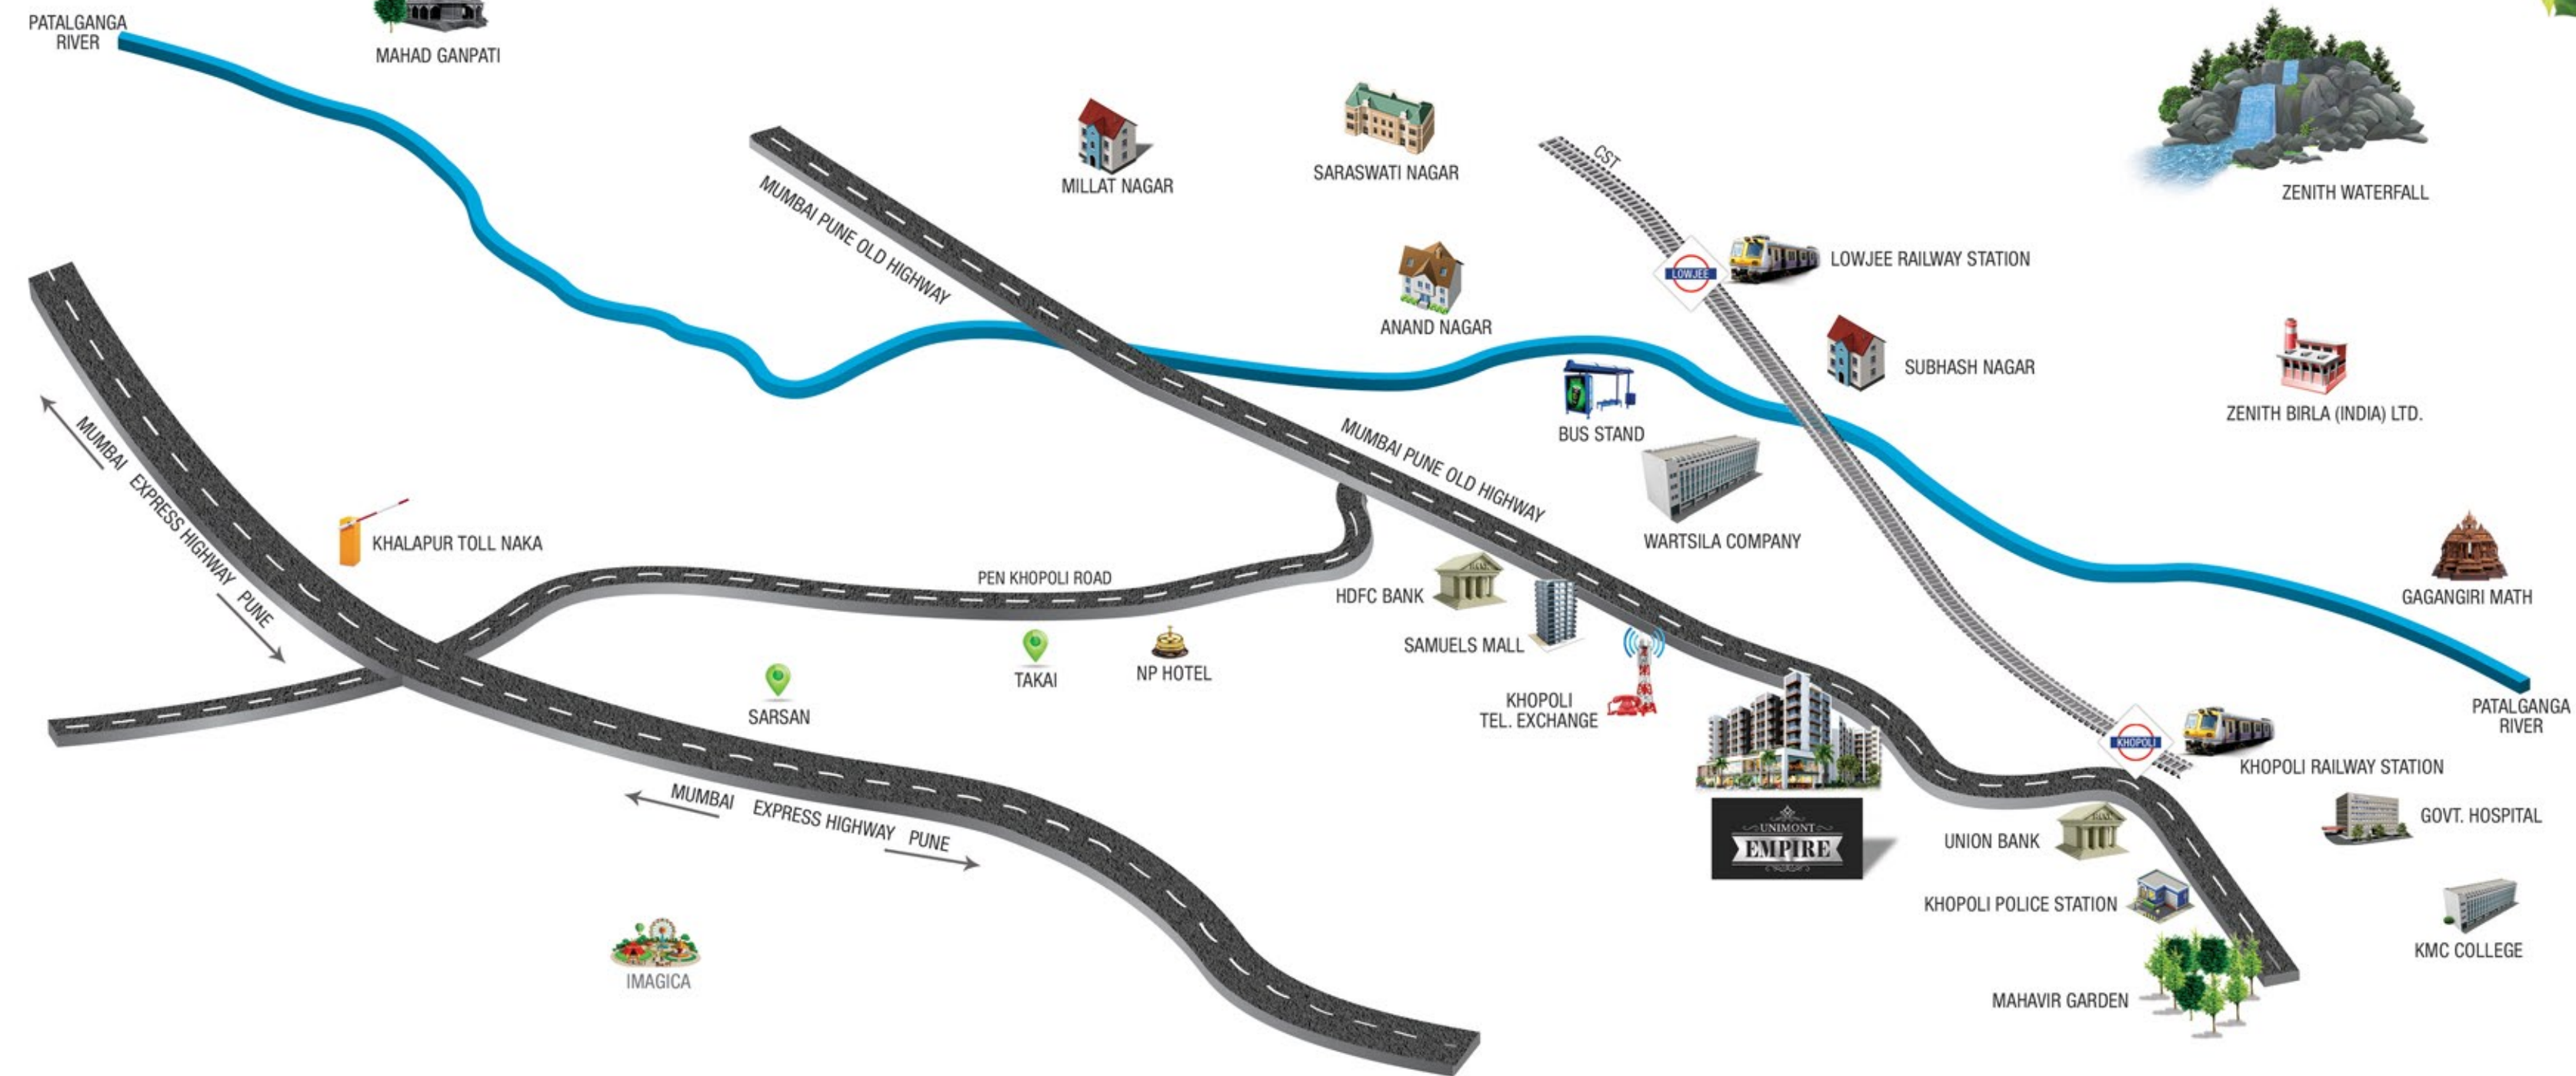 PATALGANGA
RIVER
MAHAD GANPATI
MUMBAI PUNE OLD HIGHWAY
MILLAT NAGAR
SARASWATI NAGAR
CST
ZENITH WATERFALL
LOWJEE
LOWJEE RAILWAY STATION
ANAND NAGAR
SUBHASH NAGAR
ZENITH BIRLA (INDIA) LTD.
BUS STAND
MUMBAI PUNE OLD HIGHWAY
WARTSILA COMPANY
MUMBAI EXPRESS HIGHWAY PUNE
KHALAPUR TOLL NAKA
PEN KHOPOLI ROAD
HDFC BANK
BANK
GAGANGIRI MATH
SAMUELS MALL
TAKAI
NP HOTEL
SARSAN
KHOPOLI
TEL. EXCHANGE
PATALGANGA
RIVER
KHOPOLI
KHOPOLI RAILWAY STATION
MUMBAI EXPRESS HIGHWAY PUNE
UNIMONT
EMPIRE
UNION BANK
BANK
GOVT. HOSPITAL
KHOPOLI POLICE STATION
KMC COLLEGE
IMAGICA
MAHAVIR GARDEN